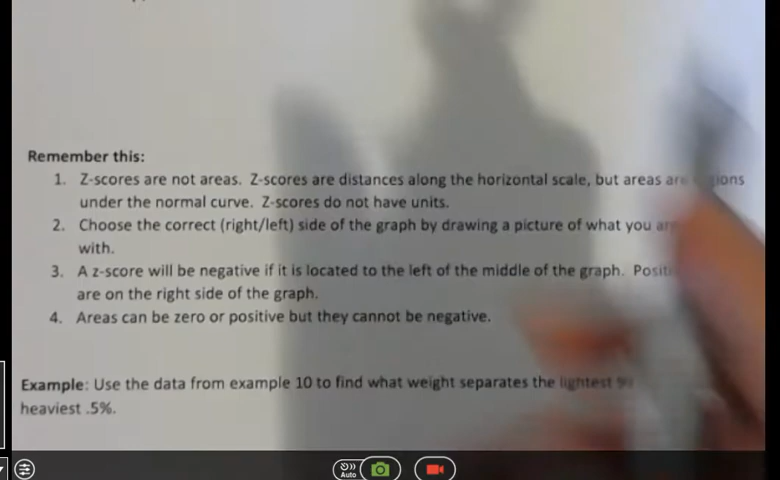 Remember this:
1. Z-scores are not areas. Z-scores are distances along the horizontal scale, but areas are
under the normal curve. Z-scores do not have units.
2. Choose the correct (right/left) side of the graph by drawing a picture of what you
with.
3. A z-score will be negative if it is located to the left of the middle of the graph.
are on the right side of the graph.
4. Areas can be zero or positive but they cannot be negative.
Example: Use the data from example 10 to find what weight separates the lightest
heaviest .5%.
Auto